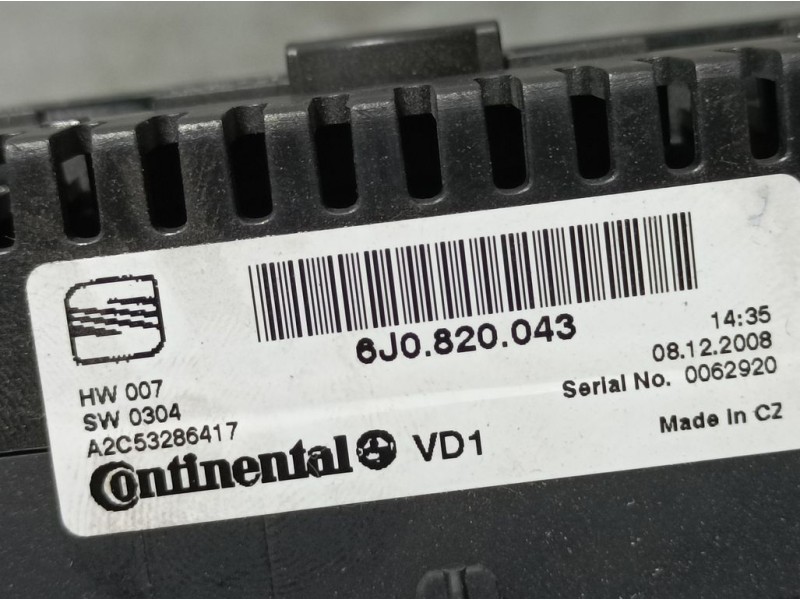 6J0.820.043
14:35
08.12.2008
Serial No. 0062920
Made in CZ
HW 007
SW 0304
A2C53286417
Continental VD1